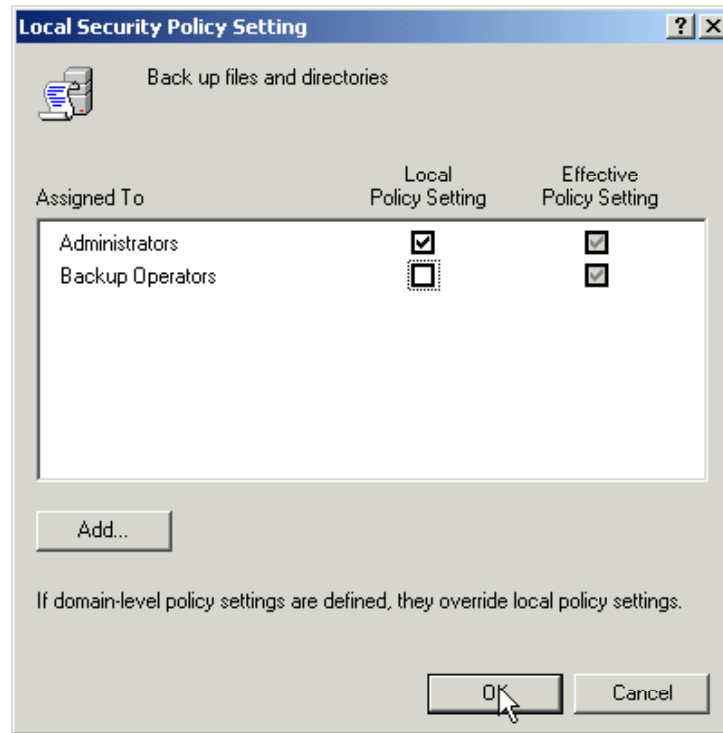 Local Security Policy Setting
Back up files and directories
Assigned To
Local Policy Setting
Effective Policy Setting
Administrators
Backup Operators
Add...
If domain-level policy settings are defined, they override local policy settings.
OK
Cancel